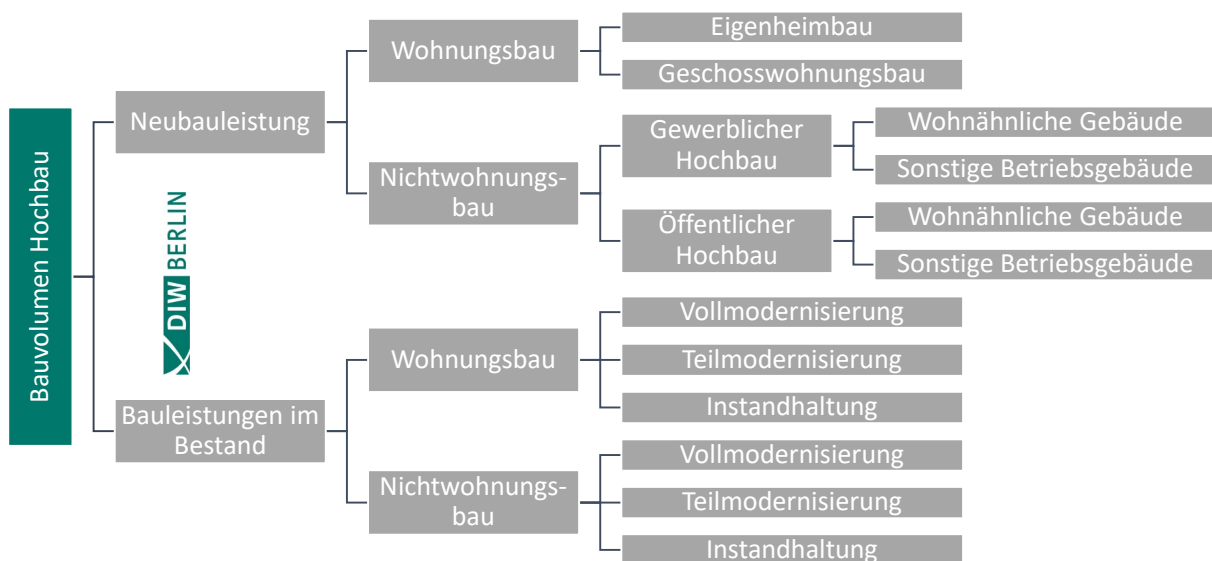 Bauvolumen Hochbau
Neubauleistung
Wohnungsbau
Eigenheimbau
Geschosswohnungsbau
Nichtwohnungs-
bau
Gewerblicher
Hochbau
Wohnähnliche Gebäude
Sonstige Betriebsgebäude
Öffentlicher
Hochbau
Wohnähnliche Gebäude
Sonstige Betriebsgebäude
DIW BERLIN
Bauleistungen im
Bestand
Wohnungsbau
Vollmodernisierung
Teilmodernisierung
Instandhaltung
Nichtwohnungs-
bau
Vollmodernisierung
Teilmodernisierung
Instandhaltung